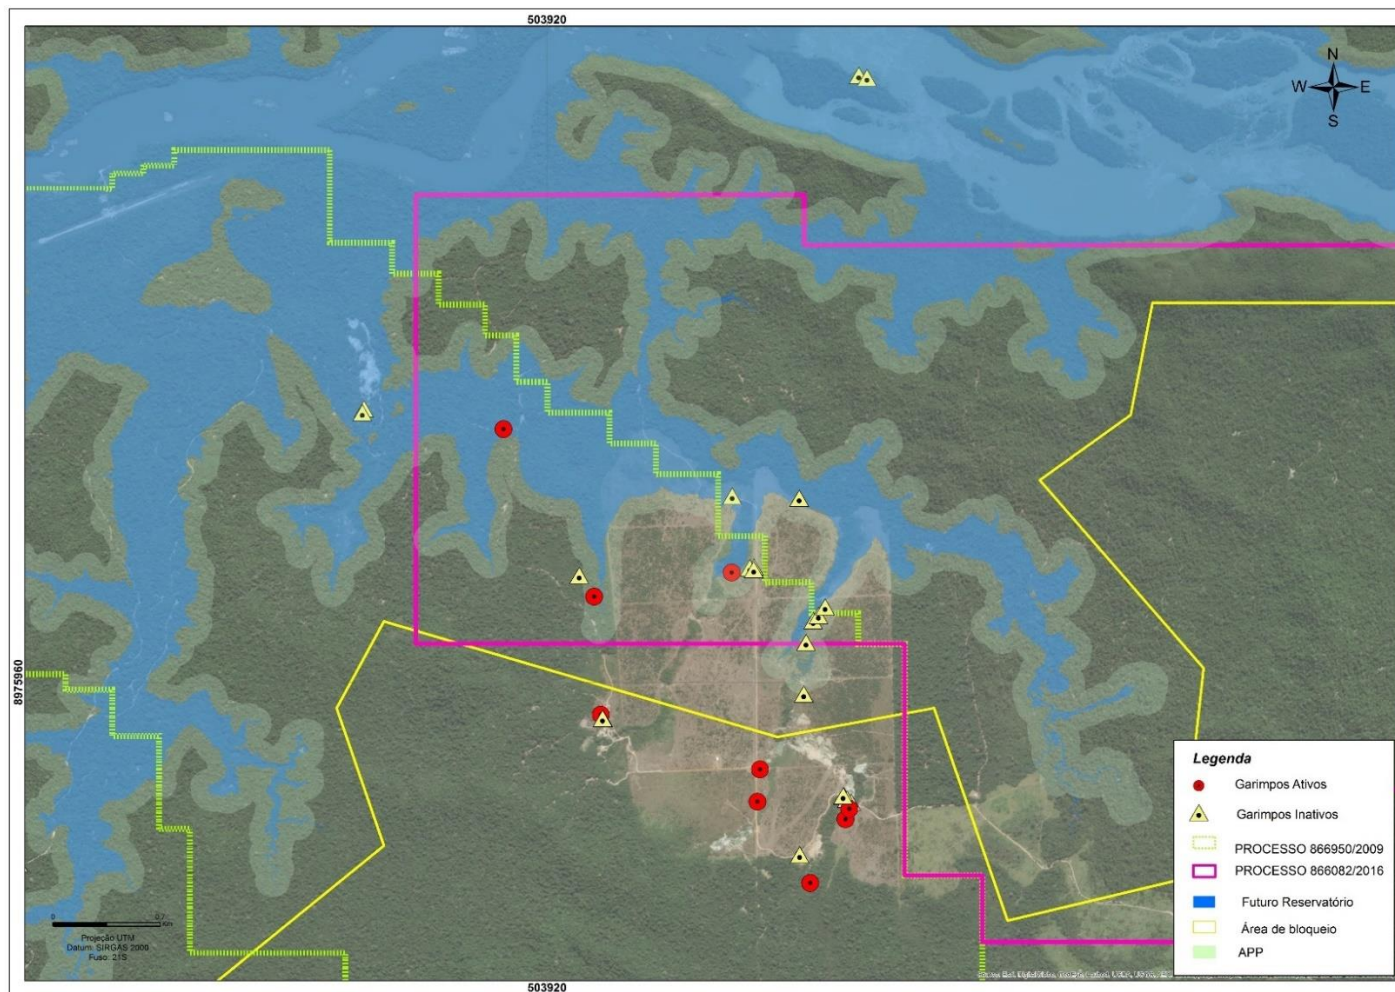 503920
N
W E
S
8975960
Legenda
Garimpos Ativos
Garimpos Inativos
PROCESSO 866950/2009
PROCESSO 866082/2016
Futuro Reservatório
Área de bloqueio
APP
0
Projeção UTM
Datum: SIRGAS 2000
Fuso: 21S
503920